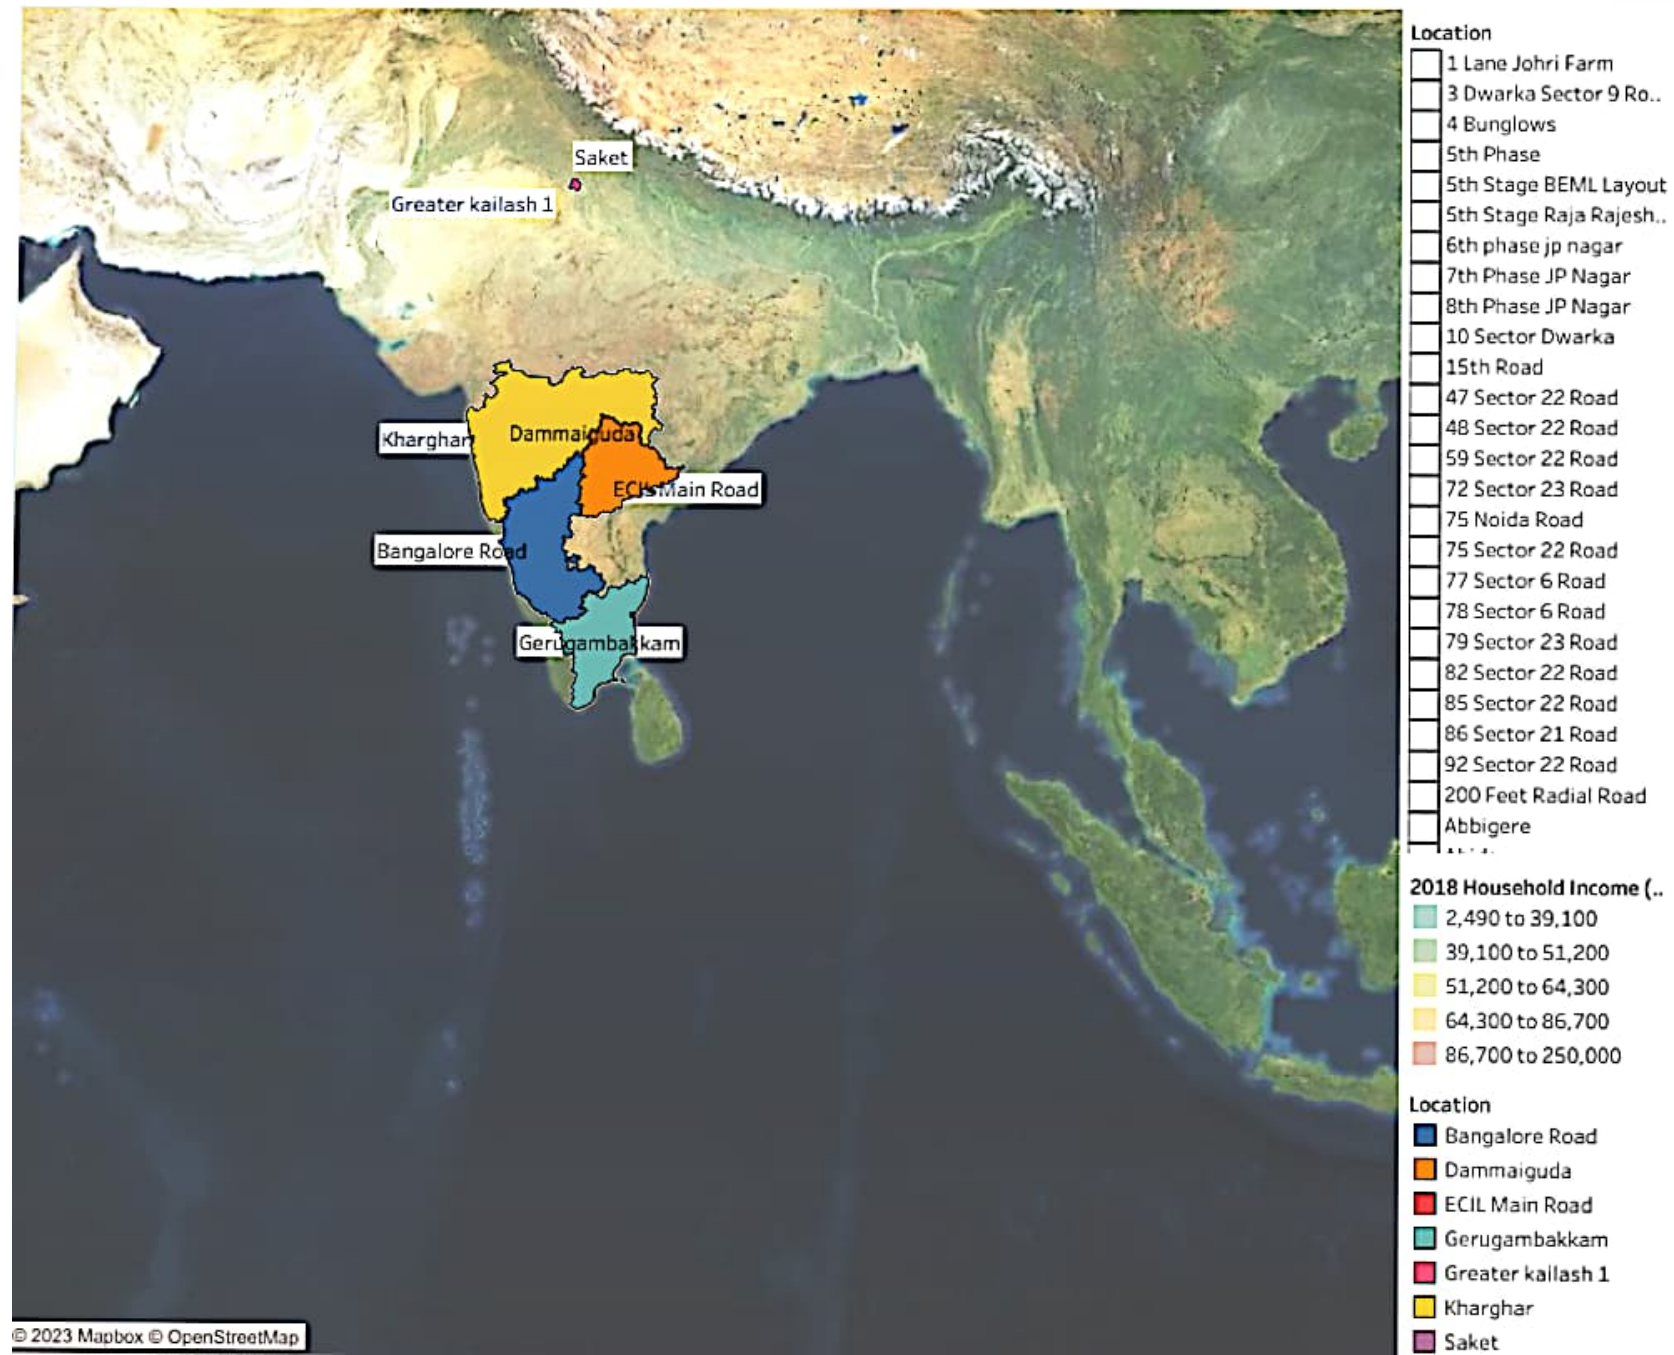 Saket
Greater kailash 1
Kharghar
Dammaiguda
ECIL Main Road
Bangalore Road
Gerugambakkam
© 2023 Mapbox © OpenStreetMap
Location
1 Lane Johri Farm
3 Dwarka Sector 9 Ro..
4 Bunglows
5th Phase
5th Stage BEML Layout
5th Stage Raja Rajesh..
6th phase jp nagar
7th Phase JP Nagar
8th Phase JP Nagar
10 Sector Dwarka
15th Road
47 Sector 22 Road
48 Sector 22 Road
59 Sector 22 Road
72 Sector 23 Road
75 Noida Road
75 Sector 22 Road
77 Sector 6 Road
78 Sector 6 Road
79 Sector 23 Road
82 Sector 22 Road
85 Sector 22 Road
86 Sector 21 Road
92 Sector 22 Road
200 Feet Radial Road
Abbigere
2018 Household Income (..
2,490 to 39,100
39,100 to 51,200
51,200 to 64,300
64,300 to 86,700
86,700 to 250,000
Location
Bangalore Road
Dammaiguda
ECIL Main Road
Gerugambakkam
Greater kailash 1
Kharghar
Saket